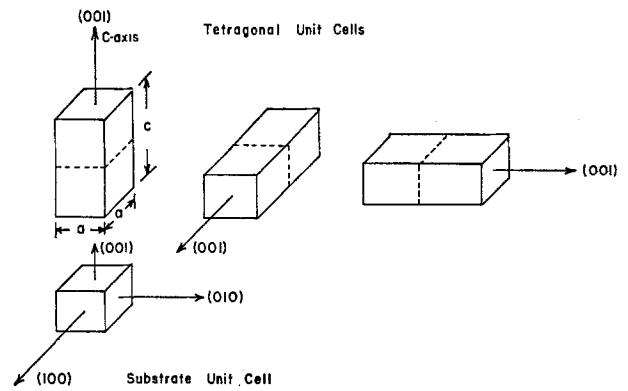 (001)
C-axis
Tetragonal Unit Cells
C
a
a
(001)
(001)
(001)
(010)
(100)
Substrate Unit Cell